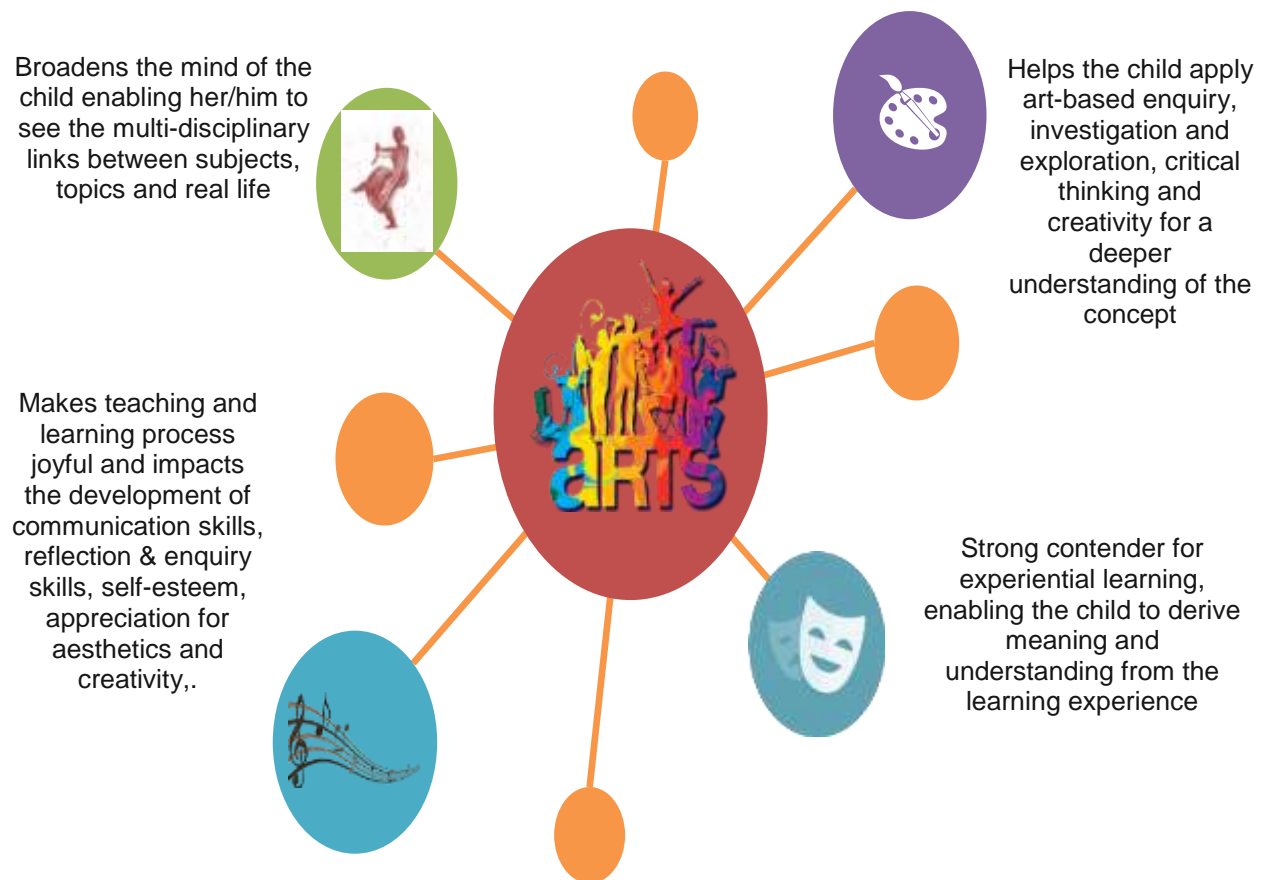 Broadens the mind of the
child enabling her/him to
see the multi-disciplinary
links between subjects,
topics and real life
Helps the child apply
art-based enquiry,
investigation and
exploration, critical
thinking and
creativity for a
deeper
understanding of the
concept
aRTS
Makes teaching and
learning process
joyful and impacts
the development of
communication skills,
reflection & enquiry
skills, self-esteem,
appreciation for
aesthetics and
creativity,.
Strong contender for
experiential learning,
enabling the child to derive
meaning and
understanding from the
learning experience